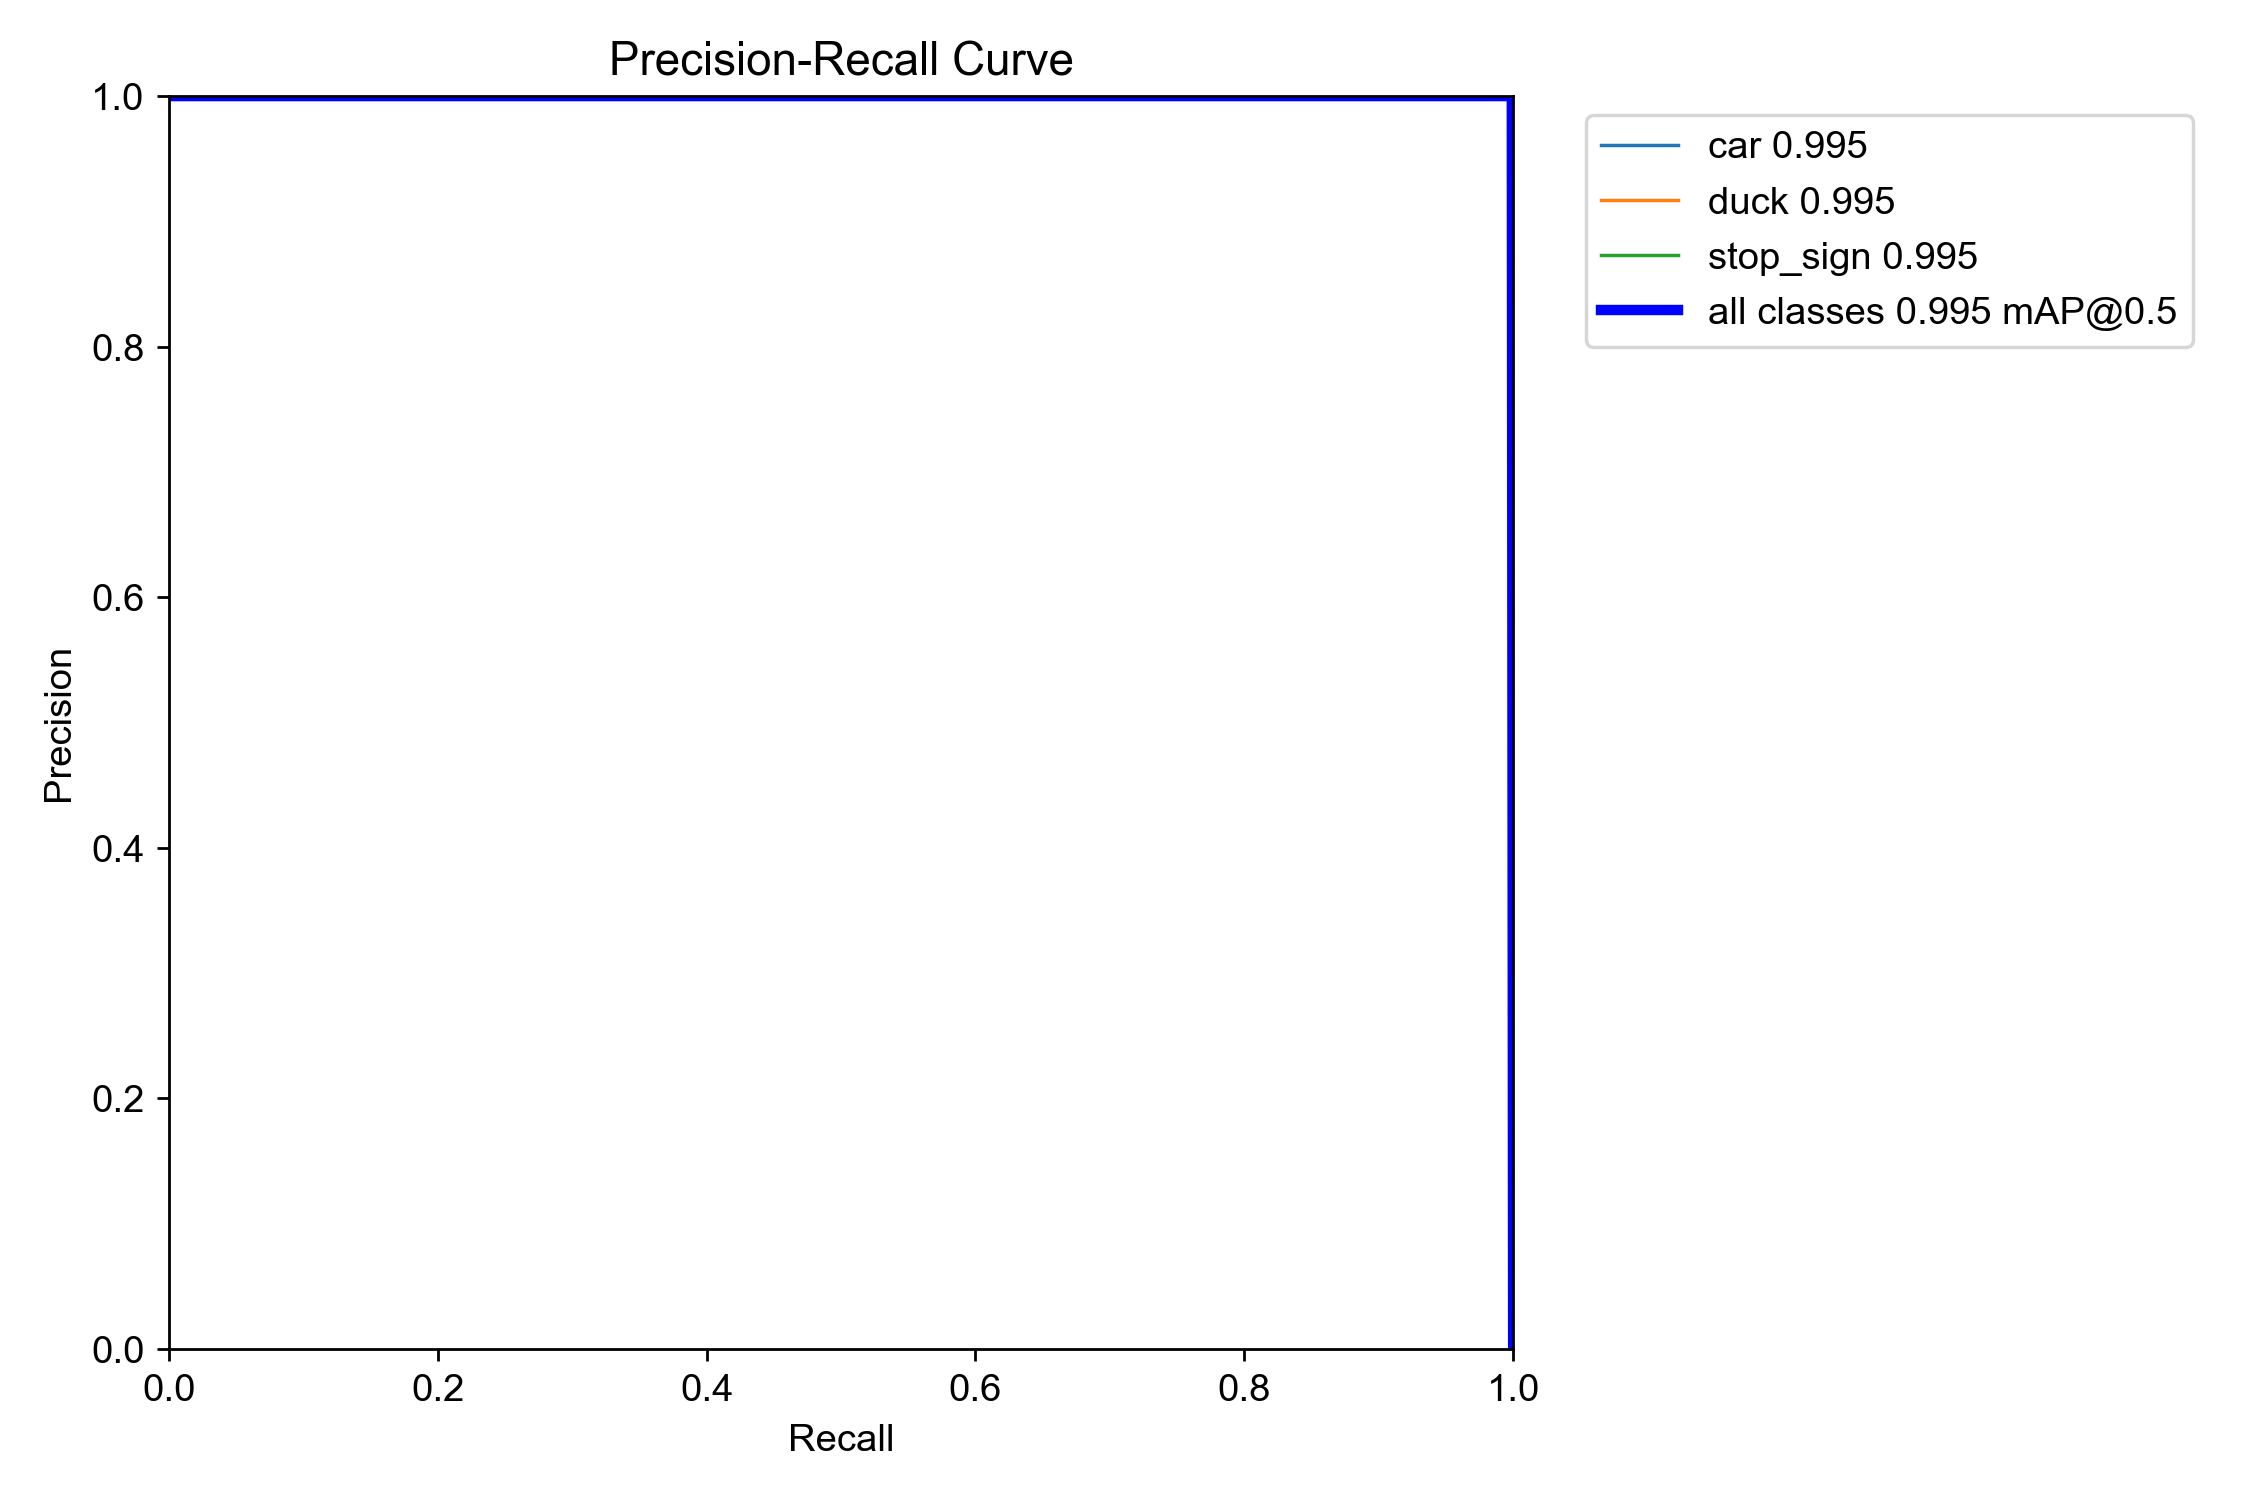 Precision-Recall Curve
1.0
0.8
0.6
0.4
0.2
0.0
Precision
0.0 0.2 0.4 0.6 0.8 1.0
Recall
car 0.995
duck 0.995
stop_sign 0.995
all classes 0.995 mAP@0.5